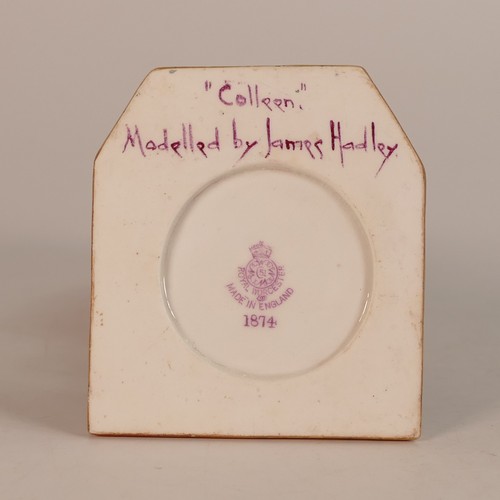 "Colleen."
Modelled by James Hadley.
ROYAL WORCESTER
MADE IN ENGLAND
1874